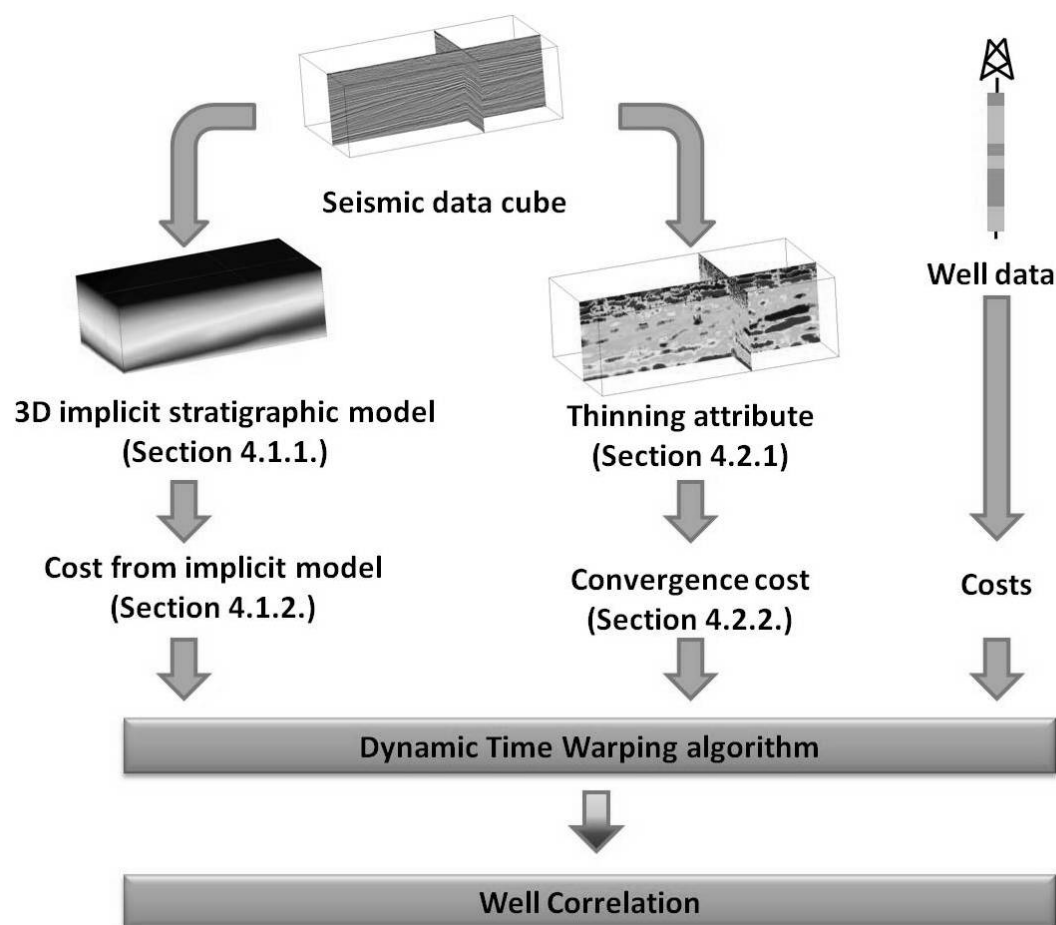 Seismic data cube
Well data
3D implicit stratigraphic model
(Section 4.1.1.)
Thinning attribute
(Section 4.2.1)
Cost from implicit model
(Section 4.1.2.)
Convergence cost
(Section 4.2.2.)
Costs
Dynamic Time Warping algorithm
Well Correlation